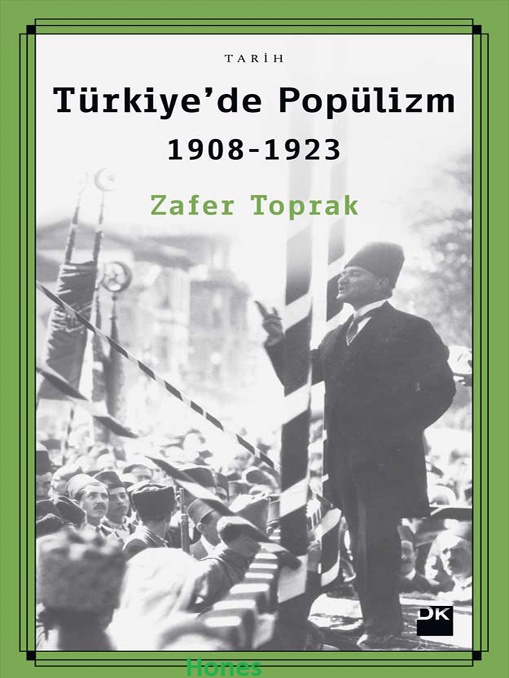 TARİH
Türkiye'de Popülizm
1908-1923
Zafer Toprak
DK
Hones